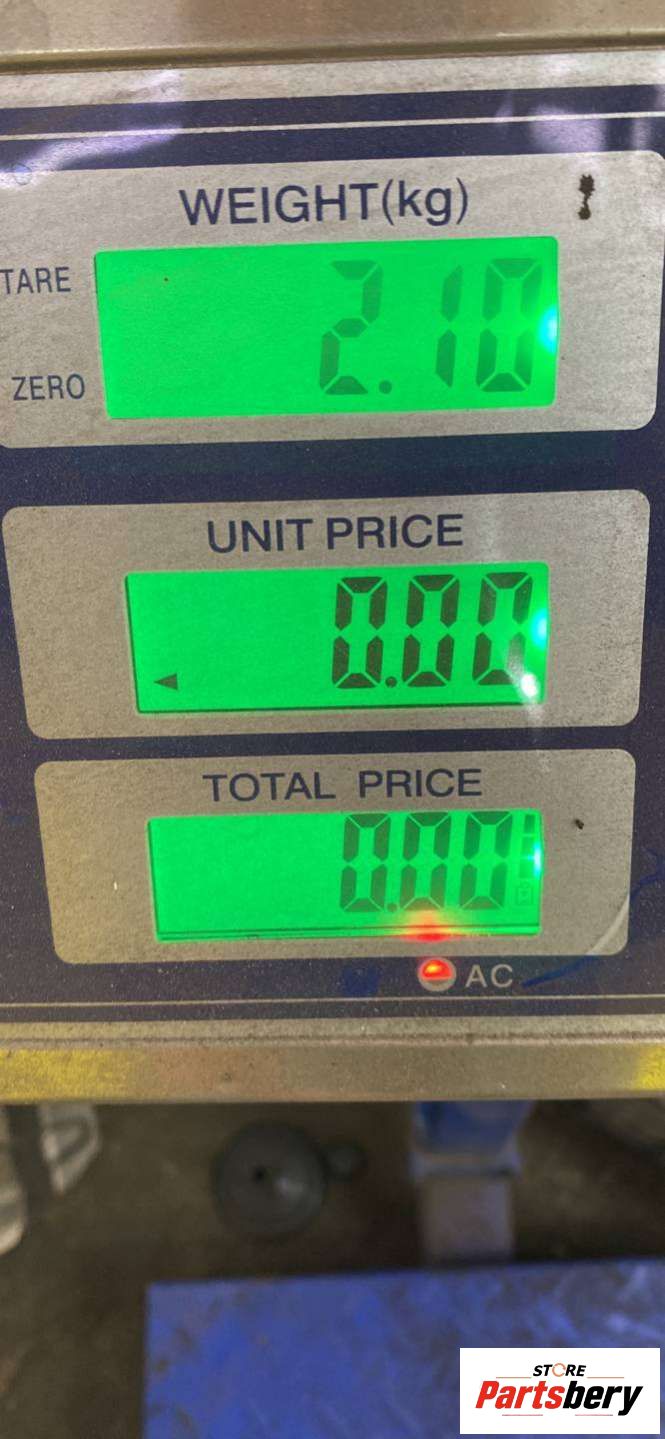 WEIGHT(kg)
TARE
2.10
ZERO
UNIT PRICE
0.00
TOTAL PRICE
0.00
AC
STORE
Partsbery